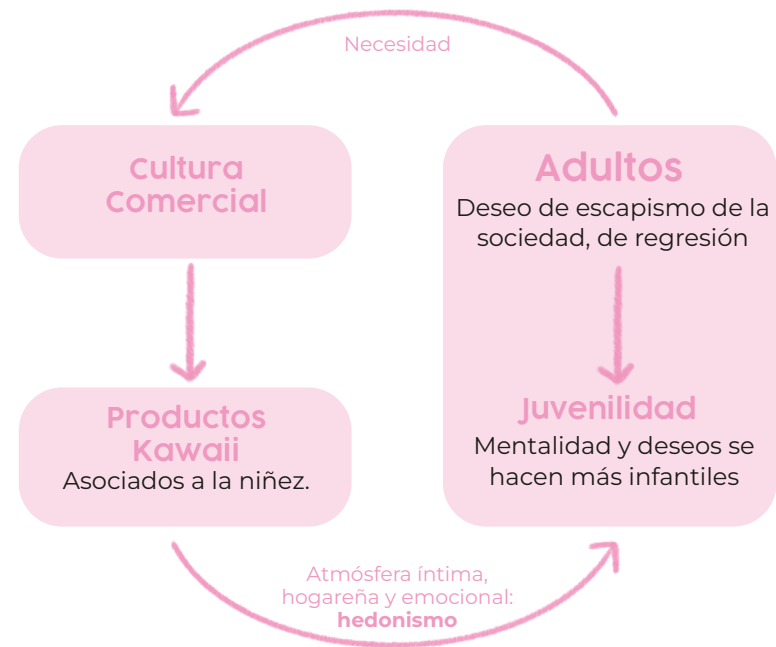 Necesidad
Cultura
Comercial
Adultos
Deseo de escapismo de la
sociedad, de regresión
Productos
Kawaii
Asociados a la niñez.
Juvenilidad
Mentalidad y deseos se
hacen más infantiles
Atmósfera íntima,
hogareña y emocional:
hedonismo